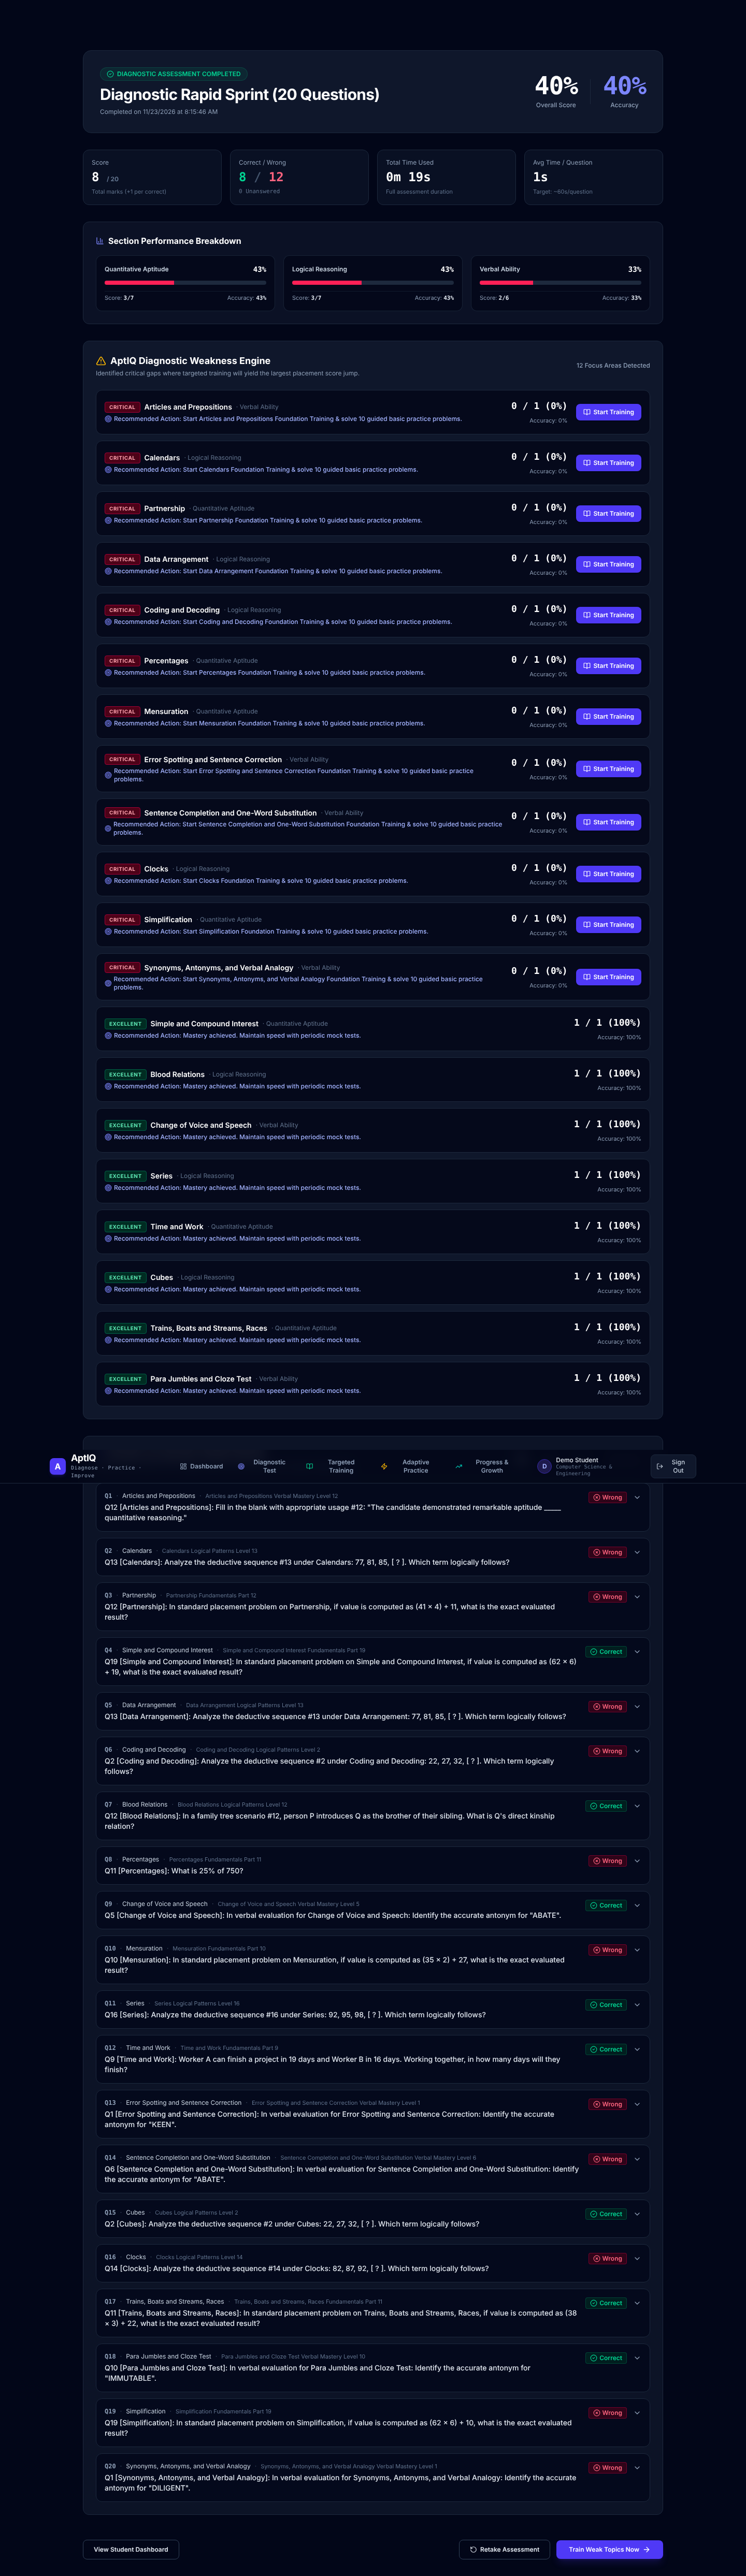 DIAGNOSTIC ASSESSMENT COMPLETED
Diagnostic Rapid Sprint (20 Questions)
Completed on 11/23/2026 at 8:15:46 AM
40%
Overall Score
40%
Accuracy
Score
8 / 20
Total marks (+1 per correct)
Correct / Wrong
8 / 12
0 Unanswered
Total Time Used
0m 19s
Full assessment duration
Avg Time / Question
1s
Target: ~60s/question
Section Performance Breakdown
Quantitative Aptitude 43%
Score: 3/7 Accuracy: 43%
Logical Reasoning 43%
Score: 3/7 Accuracy: 43%
Verbal Ability 33%
Score: 2/6 Accuracy: 33%
AptIQ Diagnostic Weakness Engine
Identified critical gaps where targeted training will yield the largest placement score jump.
12 Focus Areas Detected
CRITICAL Articles and Prepositions · Verbal Ability
Recommended Action: Start Articles and Prepositions Foundation Training & solve 10 guided basic practice problems.
0 / 1 (0%)
Accuracy: 0%
Start Training
CRITICAL Calendars · Logical Reasoning
Recommended Action: Start Calendars Foundation Training & solve 10 guided basic practice problems.
0 / 1 (0%)
Accuracy: 0%
Start Training
CRITICAL Partnership · Quantitative Aptitude
Recommended Action: Start Partnership Foundation Training & solve 10 guided basic practice problems.
0 / 1 (0%)
Accuracy: 0%
Start Training
CRITICAL Data Arrangement · Logical Reasoning
Recommended Action: Start Data Arrangement Foundation Training & solve 10 guided basic practice problems.
0 / 1 (0%)
Accuracy: 0%
Start Training
CRITICAL Coding and Decoding · Logical Reasoning
Recommended Action: Start Coding and Decoding Foundation Training & solve 10 guided basic practice problems.
0 / 1 (0%)
Accuracy: 0%
Start Training
CRITICAL Percentages · Quantitative Aptitude
Recommended Action: Start Percentages Foundation Training & solve 10 guided basic practice problems.
0 / 1 (0%)
Accuracy: 0%
Start Training
CRITICAL Mensuration · Quantitative Aptitude
Recommended Action: Start Mensuration Foundation Training & solve 10 guided basic practice problems.
0 / 1 (0%)
Accuracy: 0%
Start Training
CRITICAL Error Spotting and Sentence Correction · Verbal Ability
Recommended Action: Start Error Spotting and Sentence Correction Foundation Training & solve 10 guided basic practice
problems.
0 / 1 (0%)
Accuracy: 0%
Start Training
CRITICAL Sentence Completion and One-Word Substitution · Verbal Ability
Recommended Action: Start Sentence Completion and One-Word Substitution Foundation Training & solve 10 guided basic practice
problems.
0 / 1 (0%)
Accuracy: 0%
Start Training
CRITICAL Clocks · Logical Reasoning
Recommended Action: Start Clocks Foundation Training & solve 10 guided basic practice problems.
0 / 1 (0%)
Accuracy: 0%
Start Training
CRITICAL Simplification · Quantitative Aptitude
Recommended Action: Start Simplification Foundation Training & solve 10 guided basic practice problems.
0 / 1 (0%)
Accuracy: 0%
Start Training
CRITICAL Synonyms, Antonyms, and Verbal Analogy · Verbal Ability
Recommended Action: Start Synonyms, Antonyms, and Verbal Analogy Foundation Training & solve 10 guided basic practice
problems.
0 / 1 (0%)
Accuracy: 0%
Start Training
EXCELLENT Simple and Compound Interest · Quantitative Aptitude
Recommended Action: Mastery achieved. Maintain speed with periodic mock tests.
1 / 1 (100%)
Accuracy: 100%
EXCELLENT Blood Relations · Logical Reasoning
Recommended Action: Mastery achieved. Maintain speed with periodic mock tests.
1 / 1 (100%)
Accuracy: 100%
EXCELLENT Change of Voice and Speech · Verbal Ability
Recommended Action: Mastery achieved. Maintain speed with periodic mock tests.
1 / 1 (100%)
Accuracy: 100%
EXCELLENT Series · Logical Reasoning
Recommended Action: Mastery achieved. Maintain speed with periodic mock tests.
1 / 1 (100%)
Accuracy: 100%
EXCELLENT Time and Work · Quantitative Aptitude
Recommended Action: Mastery achieved. Maintain speed with periodic mock tests.
1 / 1 (100%)
Accuracy: 100%
EXCELLENT Cubes · Logical Reasoning
Recommended Action: Mastery achieved. Maintain speed with periodic mock tests.
1 / 1 (100%)
Accuracy: 100%
EXCELLENT Trains, Boats and Streams, Races · Quantitative Aptitude
Recommended Action: Mastery achieved. Maintain speed with periodic mock tests.
1 / 1 (100%)
Accuracy: 100%
EXCELLENT Para Jumbles and Cloze Test · Verbal Ability
Recommended Action: Mastery achieved. Maintain speed with periodic mock tests.
1 / 1 (100%)
Accuracy: 100%
A
AptIQ
Diagnose · Practice ·
Improve
Dashboard
Diagnostic
Test
Targeted
Training
Adaptive
Practice
Progress &
Growth
D
Demo Student
Computer Science &
Engineering
Sign
Out
Q1 · Articles and Prepositions · Articles and Prepositions Verbal Mastery Level 12 Wrong
Q12 [Articles and Prepositions]: Fill in the blank with appropriate usage #12: "The candidate demonstrated remarkable aptitude _____
quantitative reasoning."
Q2 · Calendars · Calendars Logical Patterns Level 13 Wrong
Q13 [Calendars]: Analyze the deductive sequence #13 under Calendars: 77, 81, 85, [ ? ]. Which term logically follows?
Q3 · Partnership · Partnership Fundamentals Part 12 Wrong
Q12 [Partnership]: In standard placement problem on Partnership, if value is computed as (41 × 4) + 11, what is the exact evaluated
result?
Q4 · Simple and Compound Interest · Simple and Compound Interest Fundamentals Part 19 Correct
Q19 [Simple and Compound Interest]: In standard placement problem on Simple and Compound Interest, if value is computed as (62 × 6)
+ 19, what is the exact evaluated result?
Q5 · Data Arrangement · Data Arrangement Logical Patterns Level 13 Wrong
Q13 [Data Arrangement]: Analyze the deductive sequence #13 under Data Arrangement: 77, 81, 85, [ ? ]. Which term logically follows?
Q6 · Coding and Decoding · Coding and Decoding Logical Patterns Level 2 Wrong
Q2 [Coding and Decoding]: Analyze the deductive sequence #2 under Coding and Decoding: 22, 27, 32, [ ? ]. Which term logically
follows?
Q7 · Blood Relations · Blood Relations Logical Patterns Level 12 Correct
Q12 [Blood Relations]: In a family tree scenario #12, person P introduces Q as the brother of their sibling. What is Q's direct kinship
relation?
Q8 · Percentages · Percentages Fundamentals Part 11 Wrong
Q11 [Percentages]: What is 25% of 750?
Q9 · Change of Voice and Speech · Change of Voice and Speech Verbal Mastery Level 5 Correct
Q5 [Change of Voice and Speech]: In verbal evaluation for Change of Voice and Speech: Identify the accurate antonym for "ABATE".
Q10 · Mensuration · Mensuration Fundamentals Part 10 Wrong
Q10 [Mensuration]: In standard placement problem on Mensuration, if value is computed as (35 × 2) + 27, what is the exact evaluated
result?
Q11 · Series · Series Logical Patterns Level 16 Correct
Q16 [Series]: Analyze the deductive sequence #16 under Series: 92, 95, 98, [ ? ]. Which term logically follows?
Q12 · Time and Work · Time and Work Fundamentals Part 9 Correct
Q9 [Time and Work]: Worker A can finish a project in 19 days and Worker B in 16 days. Working together, in how many days will they
finish?
Q13 · Error Spotting and Sentence Correction · Error Spotting and Sentence Correction Verbal Mastery Level 1 Wrong
Q1 [Error Spotting and Sentence Correction]: In verbal evaluation for Error Spotting and Sentence Correction: Identify the accurate
antonym for "KEEN".
Q14 · Sentence Completion and One-Word Substitution · Sentence Completion and One-Word Substitution Verbal Mastery Level 6 Wrong
Q6 [Sentence Completion and One-Word Substitution]: In verbal evaluation for Sentence Completion and One-Word Substitution: Identify
the accurate antonym for "ABATE".
Q15 · Cubes · Cubes Logical Patterns Level 2 Correct
Q2 [Cubes]: Analyze the deductive sequence #2 under Cubes: 22, 27, 32, [ ? ]. Which term logically follows?
Q16 · Clocks · Clocks Logical Patterns Level 14 Wrong
Q14 [Clocks]: Analyze the deductive sequence #14 under Clocks: 82, 87, 92, [ ? ]. Which term logically follows?
Q17 · Trains, Boats and Streams, Races · Trains, Boats and Streams, Races Fundamentals Part 11 Correct
Q11 [Trains, Boats and Streams, Races]: In standard placement problem on Trains, Boats and Streams, Races, if value is computed as (38
× 3) + 22, what is the exact evaluated result?
Q18 · Para Jumbles and Cloze Test · Para Jumbles and Cloze Test Verbal Mastery Level 10 Correct
Q10 [Para Jumbles and Cloze Test]: In verbal evaluation for Para Jumbles and Cloze Test: Identify the accurate antonym for
"IMMUTABLE".
Q19 · Simplification · Simplification Fundamentals Part 19 Wrong
Q19 [Simplification]: In standard placement problem on Simplification, if value is computed as (62 × 6) + 10, what is the exact evaluated
result?
Q20 · Synonyms, Antonyms, and Verbal Analogy · Synonyms, Antonyms, and Verbal Analogy Verbal Mastery Level 1 Wrong
Q1 [Synonyms, Antonyms, and Verbal Analogy]: In verbal evaluation for Synonyms, Antonyms, and Verbal Analogy: Identify the accurate
antonym for "DILIGENT".
View Student Dashboard
Retake Assessment
Train Weak Topics Now